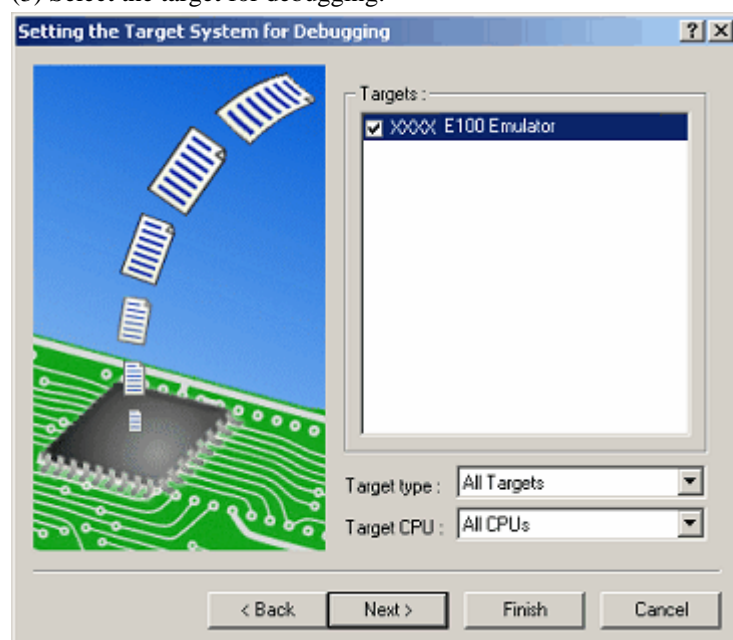 (3) Select the target for debugging.
Setting the Target System for Debugging
Targets :
XXXX E100 Emulator
Target type : All Targets
Target CPU : All CPUs
< Back Next > Finish Cancel